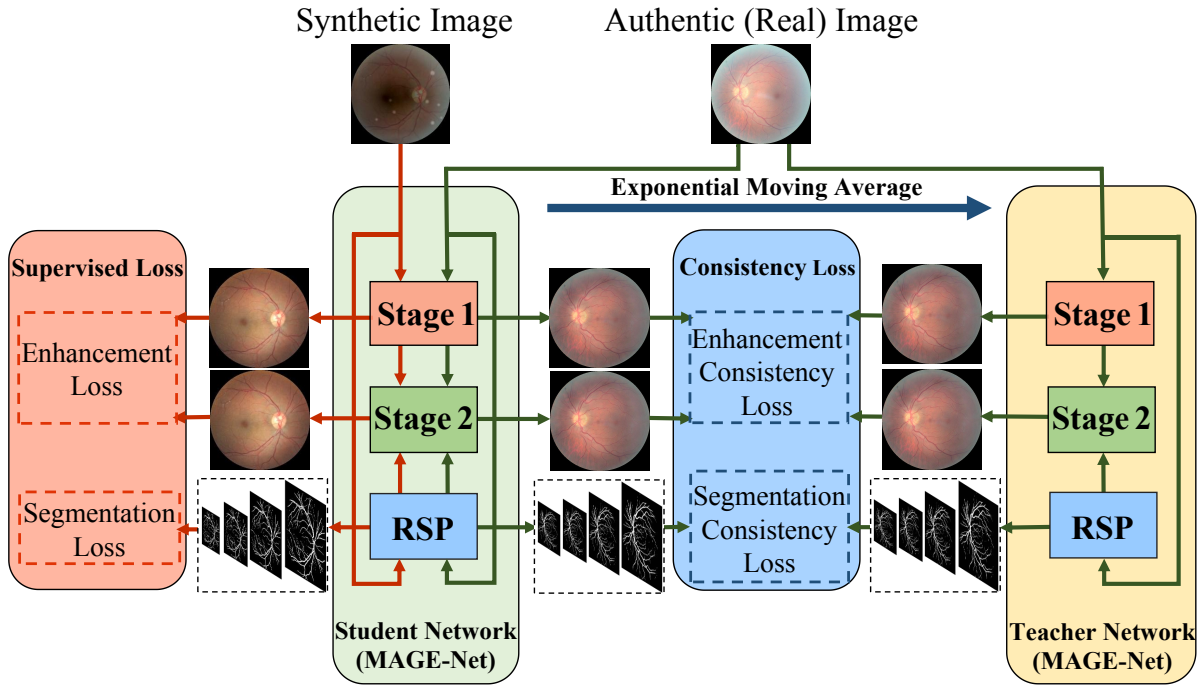 Synthetic Image
Authentic (Real) Image
Exponential Moving Average
Supervised Loss
Enhancement
Loss
Segmentation
Loss
Stage 1
Stage 2
RSP
Student Network
(MAGE-Net)
Consistency Loss
Enhancement
Consistency
Loss
Segmentation
Consistency
Loss
Stage 1
Stage 2
RSP
Teacher Network
(MAGE-Net)